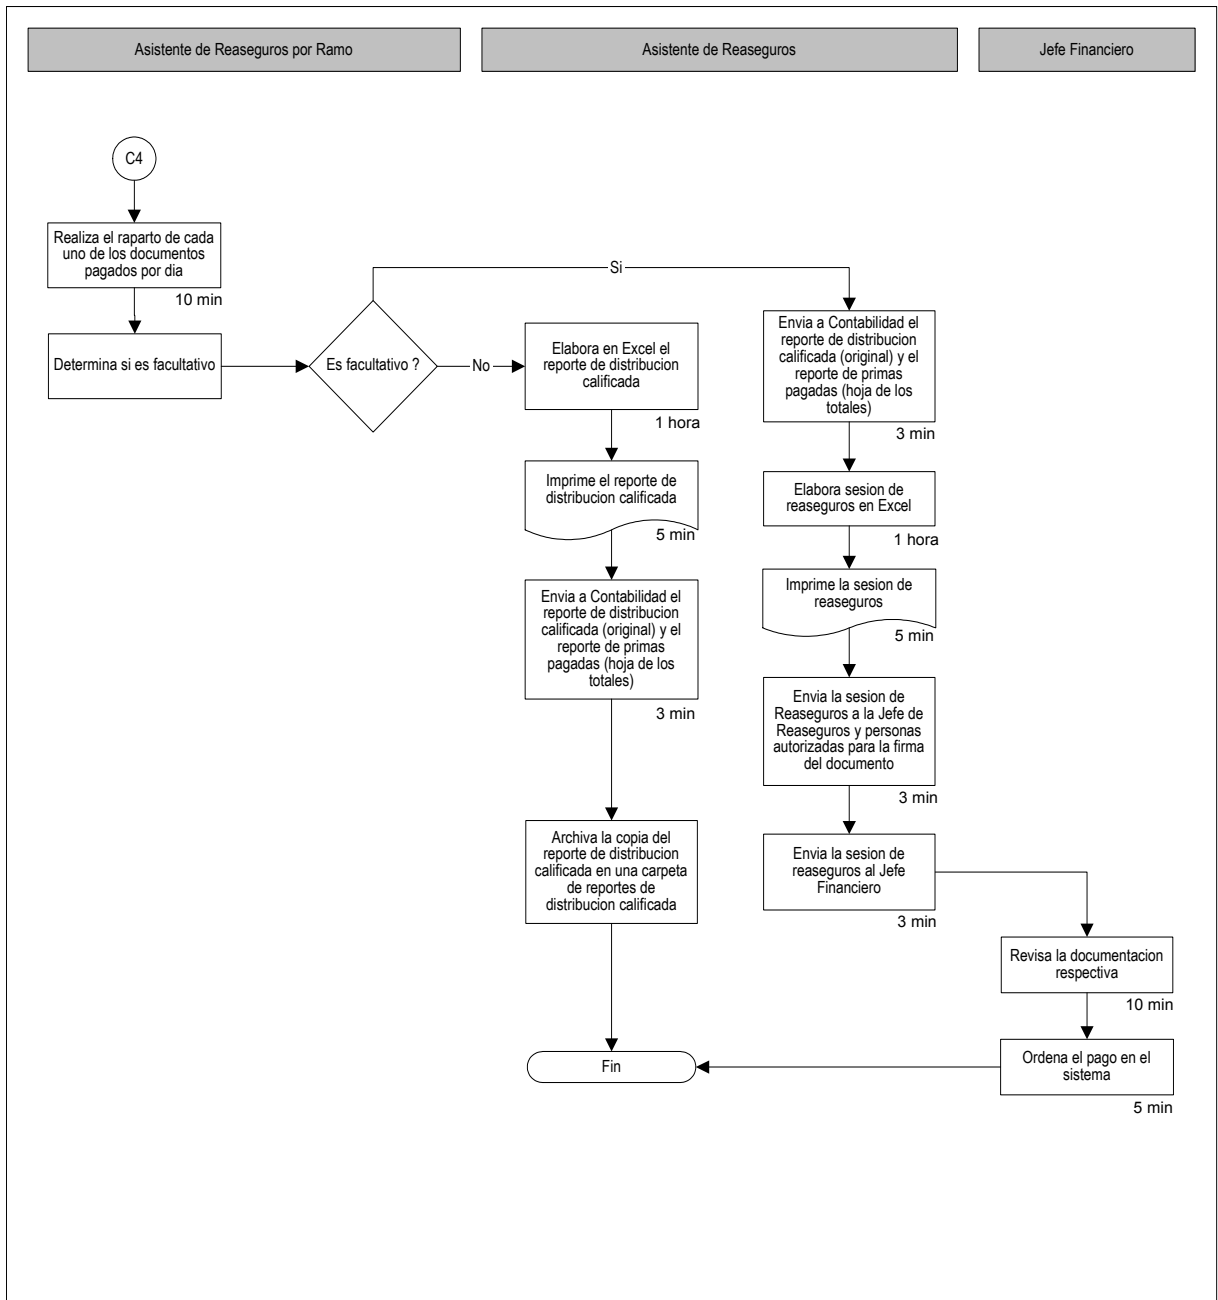 Asistente de Reaseguros por Ramo
Asistente de Reaseguros
Jefe Financiero
C4
Realiza el raparto de cada
uno de los documentos
pagados por dia
10 min
Determina si es facultativo
Es facultativo ?
Si
No
Elabora en Excel el
reporte de distribucion
calificada
1 hora
Imprime el reporte de
distribucion calificada
5 min
Envia a Contabilidad el
reporte de distribucion
calificada (original) y el
reporte de primas
pagadas (hoja de los
totales)
3 min
Archiva la copia del
reporte de distribucion
calificada en una carpeta
de reportes de
distribucion calificada
Envia a Contabilidad el
reporte de distribucion
calificada (original) y el
reporte de primas
pagadas (hoja de los
totales)
3 min
Elabora sesion de
reaseguros en Excel
1 hora
Imprime la sesion de
reaseguros
5 min
Envia la sesion de
Reaseguros a la Jefe de
Reaseguros y personas
autorizadas para la firma
del documento
3 min
Envia la sesion de
reaseguros al Jefe
Financiero
3 min
Revisa la documentacion
respectiva
10 min
Ordena el pago en el
sistema
5 min
Fin